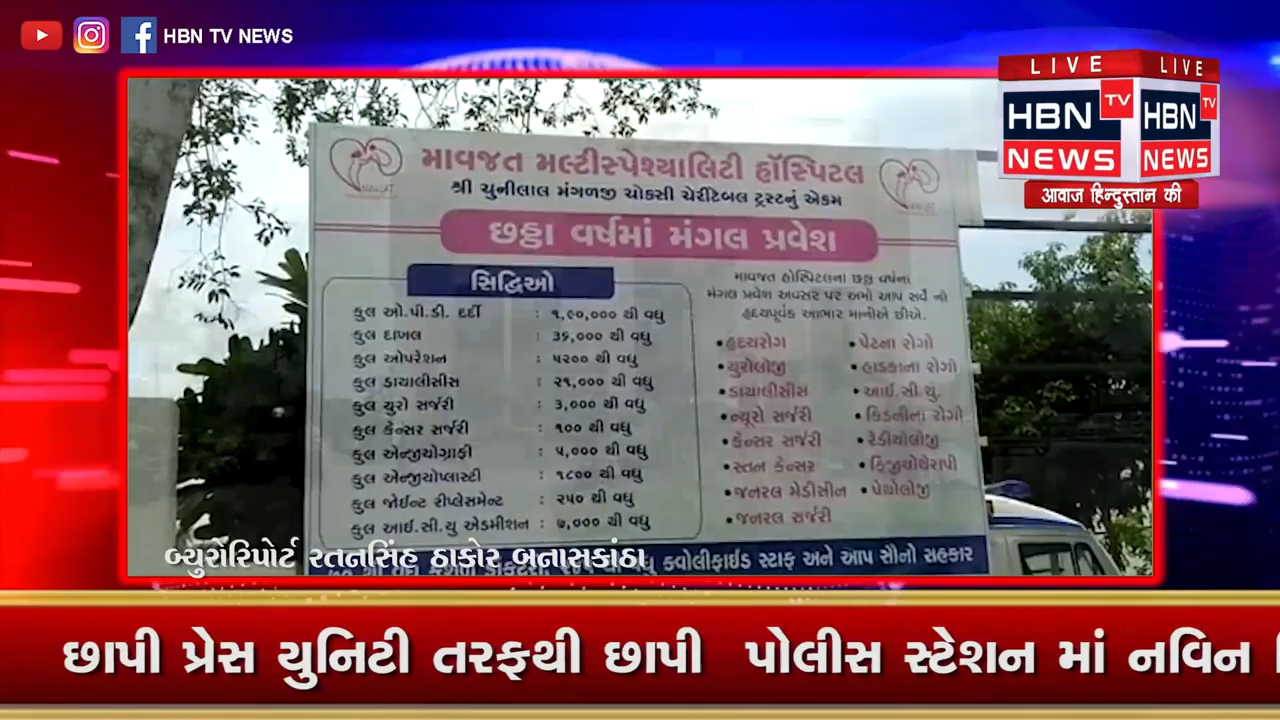 HBN TV NEWS
LIVE LIVE
HBN TV HBN TV
NEWS NEWS
आवाज हिन्दुस्तान की
માવજત મલ્ટીસ્પેશ્યાલિટી હૉસ્પિટલ
શ્રી ચુનીલાલ મંગળજી ચોકસી ચેરીટેબલ ટ્રસ્ટનું એકમ
છઠ્ઠા વર્ષમાં મંગલ પ્રવેશ
સિદ્ધિઓ
કુલ ઓ.પી.ડી. દર્દી : ૧,૯૦,૦૦૦ થી વધુ
કુલ દાખલ : ૩૬,૦૦૦ થી વધુ
કુલ ઓપરેશન : ૫૨૦૦ થી વધુ
કુલ ડાયાલીસીસ : ૨૧,૦૦૦ થી વધુ
કુલ યુરો સર્જરી : ૩,૦૦૦ થી વધુ
કુલ કેન્સર સર્જરી : ૧૦૦ થી વધુ
કુલ એન્જીયોગ્રાફી : ૫,૦૦૦ થી વધુ
કુલ એન્જીયોપ્લાસ્ટી : ૧૮૦૦ થી વધુ
કુલ જોઈન્ટ રીપ્લેસમેન્ટ : ૨૫૦ થી વધુ
કુલ આઈ.સી.યુ એડમીશન : ૭,૦૦૦ થી વધુ
માવજત હોસ્પિટલના છઠ્ઠા વર્ષના
મંગલ પ્રવેશ અવસર પર અમો આપ સર્વે નો
હૃદયપૂર્વક આભાર માનીએ છીએ.
•હૃદયરોગ •પેટના રોગો
•યુરોલોજી •હાડકાના રોગો
•ડાયાલીસીસ •આઈ.સી.યુ.
•ન્યૂરો સર્જરી •કિડનીના રોગો
•કેન્સર સર્જરી •રેડીયોલોજી
•સ્તન કેન્સર •ફિજીયોથેરાપી
•જનરલ મેડીસીન •પેથોલોજી
•જનરલ સર્જરી
ક્વોલીફાઈડ સ્ટાફ અને આપ સૌનો સહકાર
બ્યુરોરિપોર્ટ રતનસિંહ ઠાકોર બનાસકાંઠા
છાપી પ્રેસ યુનિટી તરફથી છાપી પોલીસ સ્ટેશન માં નવિન